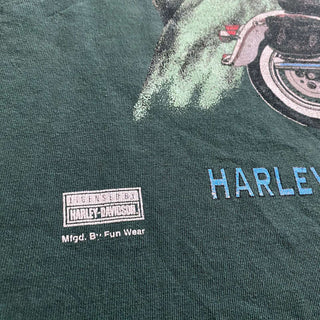 LICENSED BY
HARLEY-DAVIDSON
Mfgd. By Fun Wear
HARLEY